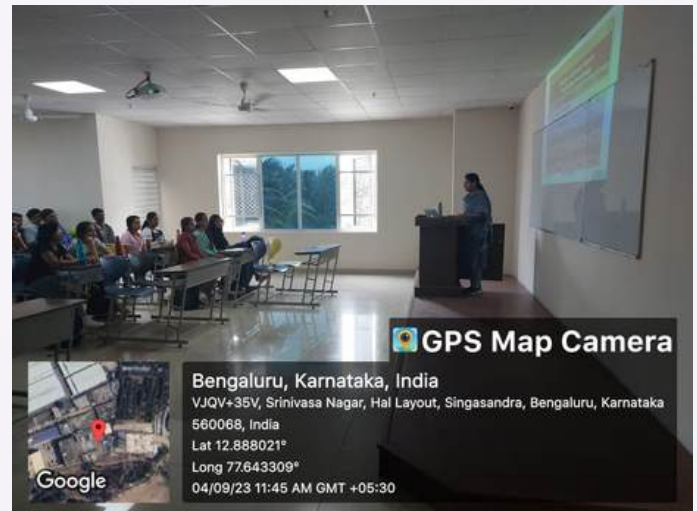 GPS Map Camera
Bengaluru, Karnataka, India
VJQV+35V, Srinivasa Nagar, Hal Layout, Singasandra, Bengaluru, Karnataka
560068, India
Lat 12.888021°
Long 77.643309°
04/09/23 11:45 AM GMT +05:30
Google